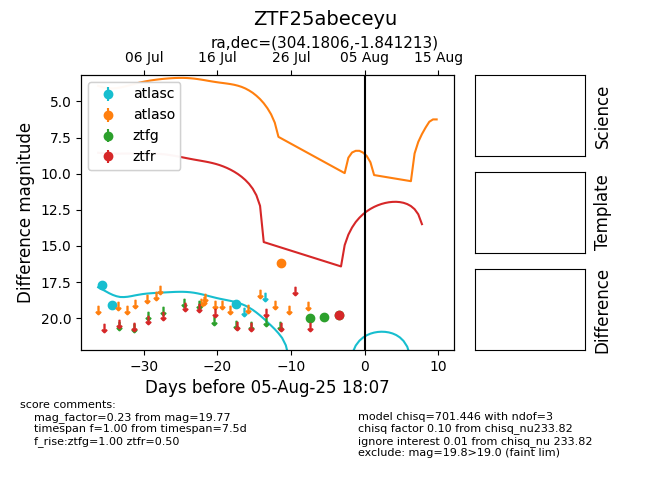 ZTF25abeceyu
ra,dec=(304.1806,-1.841213)
06 Jul 16 Jul 26 Jul 05 Aug 15 Aug
atlasc
atlaso
ztfg
ztfr
5.0
7.5
10.0
12.5
15.0
17.5
20.0
Difference magnitude
−30 −20 −10 0 10
Days before 05-Aug-25 18:07
Science
Template
Difference
score comments:
mag_factor=0.23 from mag=19.77
timespan f=1.00 from timespan=7.5d
f_rise:ztfg=1.00 ztfr=0.50
model chisq=701.446 with ndof=3
chisq factor 0.10 from chisq_nu233.82
ignore interest 0.01 from chisq_nu 233.82
exclude: mag=19.8>19.0 (faint lim)